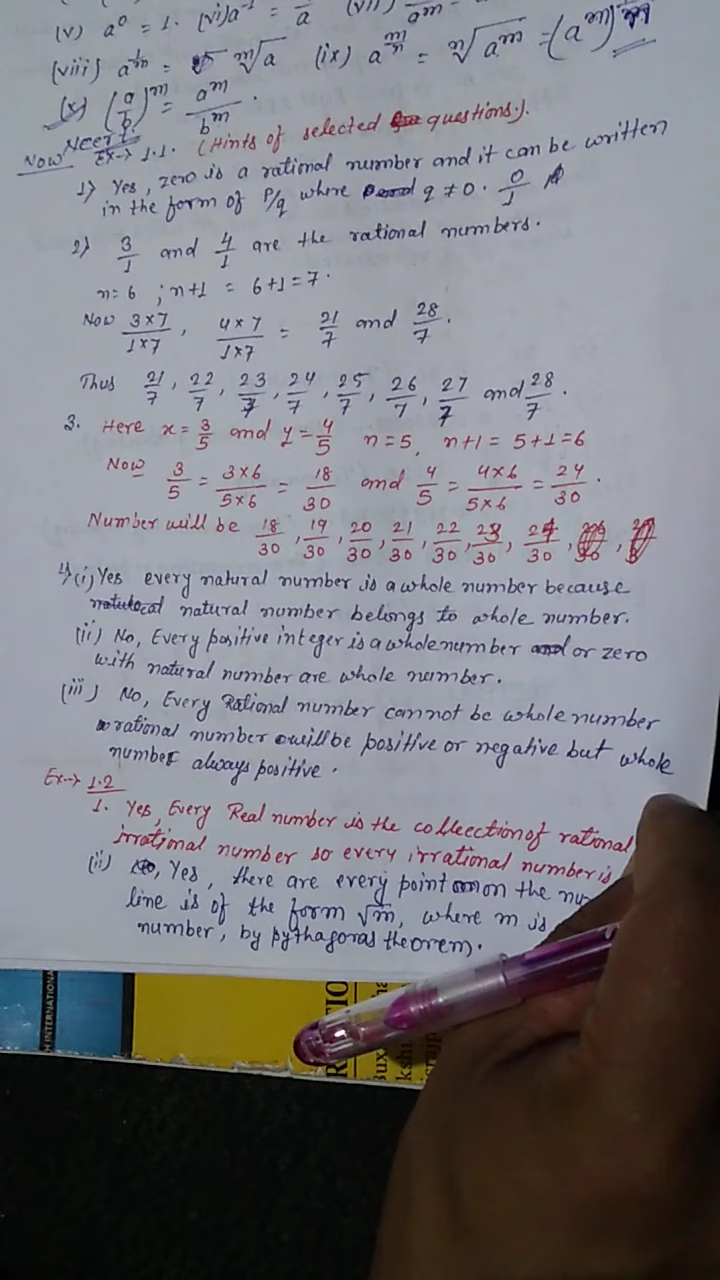 (v) a⁰ = 1. (vi) a⁻¹ = 1/a (vii) aᵐ
(viii) a^(1/m) = ᵐ√a (ix) a^(m/n) = ⁿ√aᵐ = (aᵐ)
(x) (a/b)ᵐ = aᵐ/bᵐ.
Now Ncert
Ex→ 1.1. (Hints of selected questions.).
1) Yes, zero is a rational number and it can be written
in the form of P/q where q ≠ 0. 0/1
2) 3/1 and 4/1 are the rational numbers.
n=6 ; n+1 = 6+1=7.
Now 3×7/1×7, 4×7/1×7 = 21/7 and 28/7.
Thus 21/7, 22/7, 23/7, 24/7, 25/7, 26/7, 27/7 and 28/7.
3. Here x = 3/5 and y = 4/5 n=5, n+1 = 5+1=6
Now 3/5 = 3×6/5×6 = 18/30 and 4/5 = 4×6/5×6 = 24/30.
Number will be 18/30, 19/30, 20/30, 21/30, 22/30, 23/30, 24/30,
(i) Yes every natural number is a whole number because
natural number belongs to whole number.
(ii) No, Every positive integer is a whole number or zero
with natural number are whole number.
(iii) No, Every Rational number cannot be whole number
rational number will be positive or negative but whole
number always positive.
Ex→ 1.2
1. Yes, Every Real number is the collection of rational
irrational number so every irrational number is
(ii) Yes, there are every point on the
line is of the form √m, where m is
number, by pythagoras theorem.
H INTERNATIONA